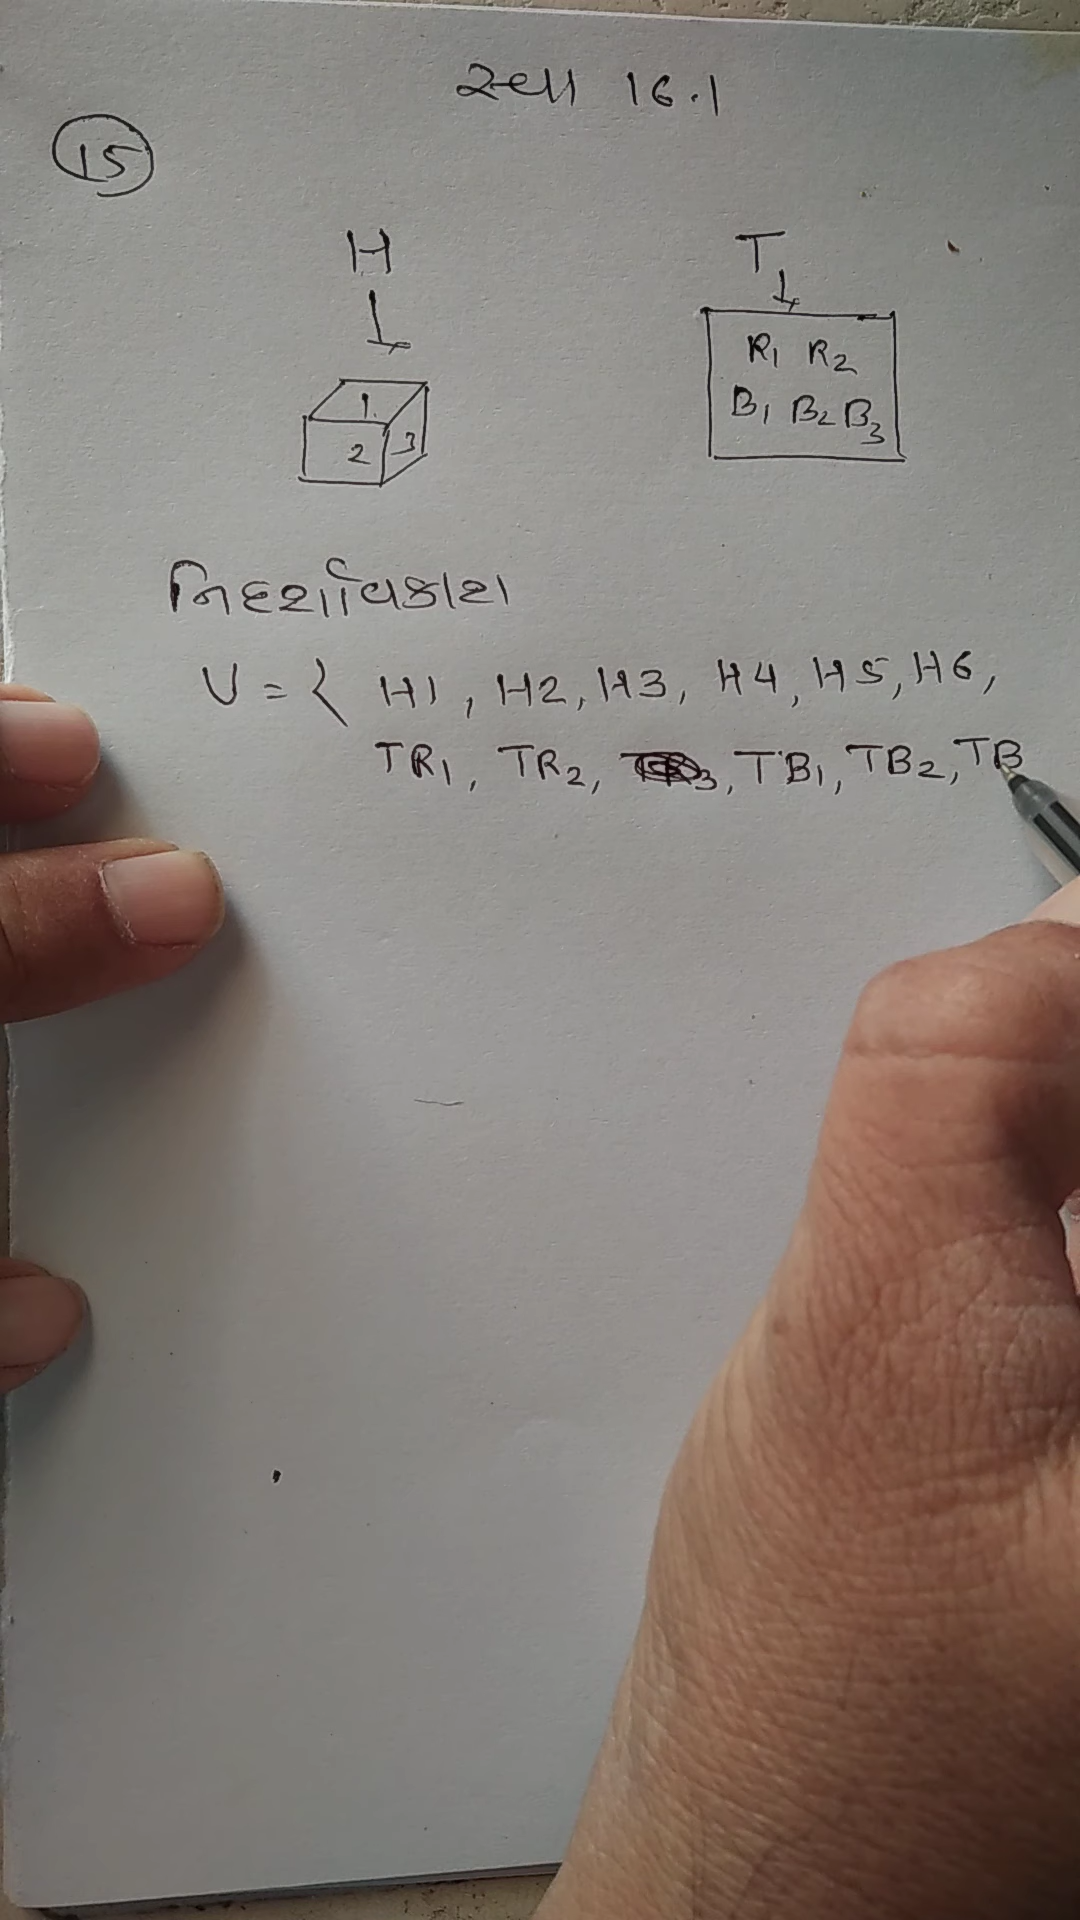 સ્વા 16.1
15
H T
1 R1 R2
2 3 B1 B2 B3
નિદર્શાવકાશ
U = { H1, H2, H3, H4, H5, H6,
TR1, TR2, TB1, TB2, TB